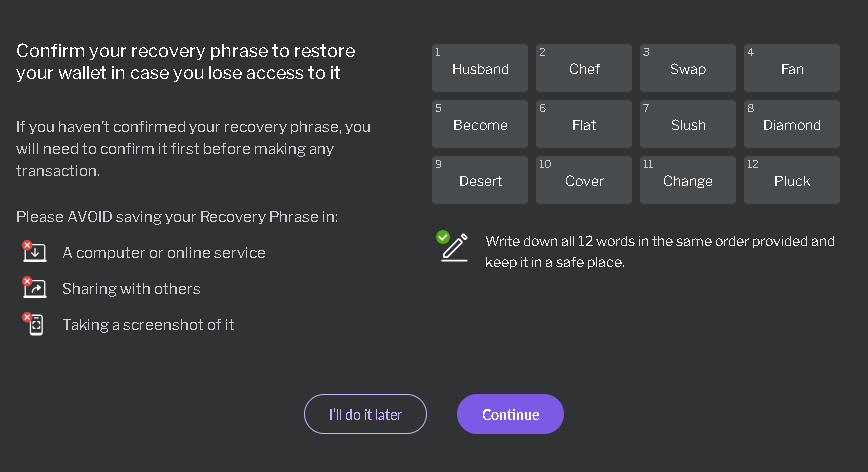 Confirm your recovery phrase to restore
your wallet in case you lose access to it
If you haven't confirmed your recovery phrase, you
will need to confirm it first before making any
transaction.
Please AVOID saving your Recovery Phrase in:
A computer or online service
Sharing with others
Taking a screenshot of it
1 Husband 2 Chef 3 Swap 4 Fan
5 Become 6 Flat 7 Slush 8 Diamond
9 Desert 10 Cover 11 Change 12 Pluck
Write down all 12 words in the same order provided and
keep it in a safe place.
I'll do it later Continue